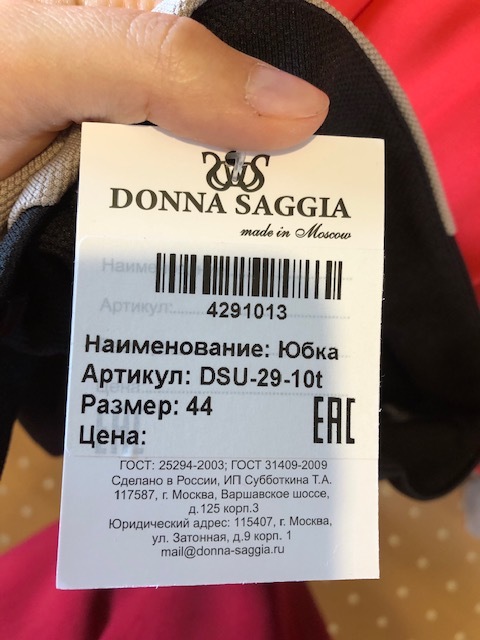 DONNA SAGGIA
made in Moscow
4291013
Наименование: Юбка
Артикул: DSU-29-10t
Размер: 44
Цена:
EAC
ГОСТ: 25294-2003; ГОСТ 31409-2009
Сделано в России, ИП Субботкина Т.А.
117587, г. Москва, Варшавское шоссе,
д.125 корп.3
Юридический адрес: 115407, г. Москва,
ул. Затонная, д.9 корп. 1
mail@donna-saggia.ru